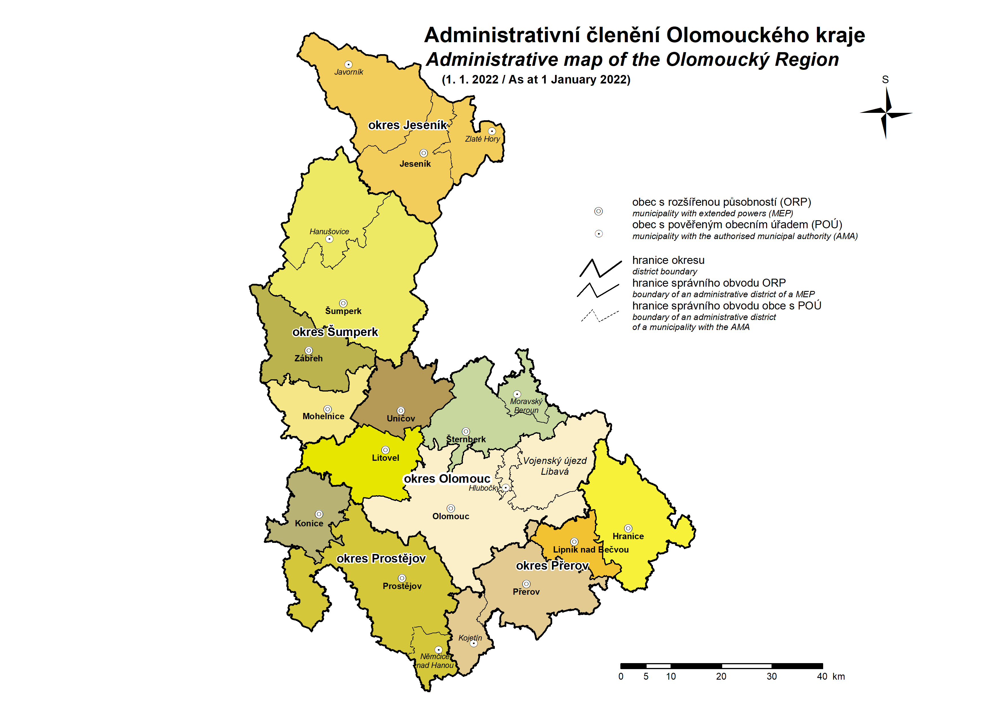 Administrativní členění Olomouckého kraje
Administrative map of the Olomoucký Region
(1. 1. 2022 / As at 1 January 2022)
S
Javorník
okres Jeseník
Zlaté Hory
Jeseník
obec s rozšířenou působností (ORP)
municipality with extended powers (MEP)
obec s pověřeným obecním úřadem (POÚ)
municipality with the authorised municipal authority (AMA)
hranice okresu
district boundary
hranice správního obvodu ORP
boundary of an administrative district of a MEP
hranice správního obvodu obce s POÚ
boundary of an administrative district
of a municipality with the AMA
Hanušovice
Šumperk
okres Šumperk
Zábřeh
Mohelnice
Uničov
Moravský
Beroun
Šternberk
Litovel
Vojenský újezd
Libavá
okres Olomouc
Hlubočky
Olomouc
Konice
Hranice
Lipník nad Bečvou
okres Prostějov
okres Přerov
Prostějov
Přerov
Kojetín
Němčice
nad Hanou
0 5 10 20 30 40 km